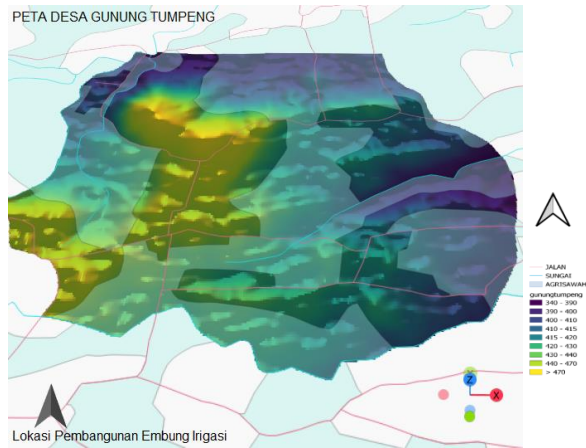 PETA DESA GUNUNG TUMPENG
JALAN
SUNGAI
AGRISAWAH
gunungtumpeng
340 - 390
390 - 400
400 - 410
410 - 415
415 - 420
420 - 430
430 - 440
440 - 470
> 470
Z
X
Lokasi Pembangunan Embung Irigasi